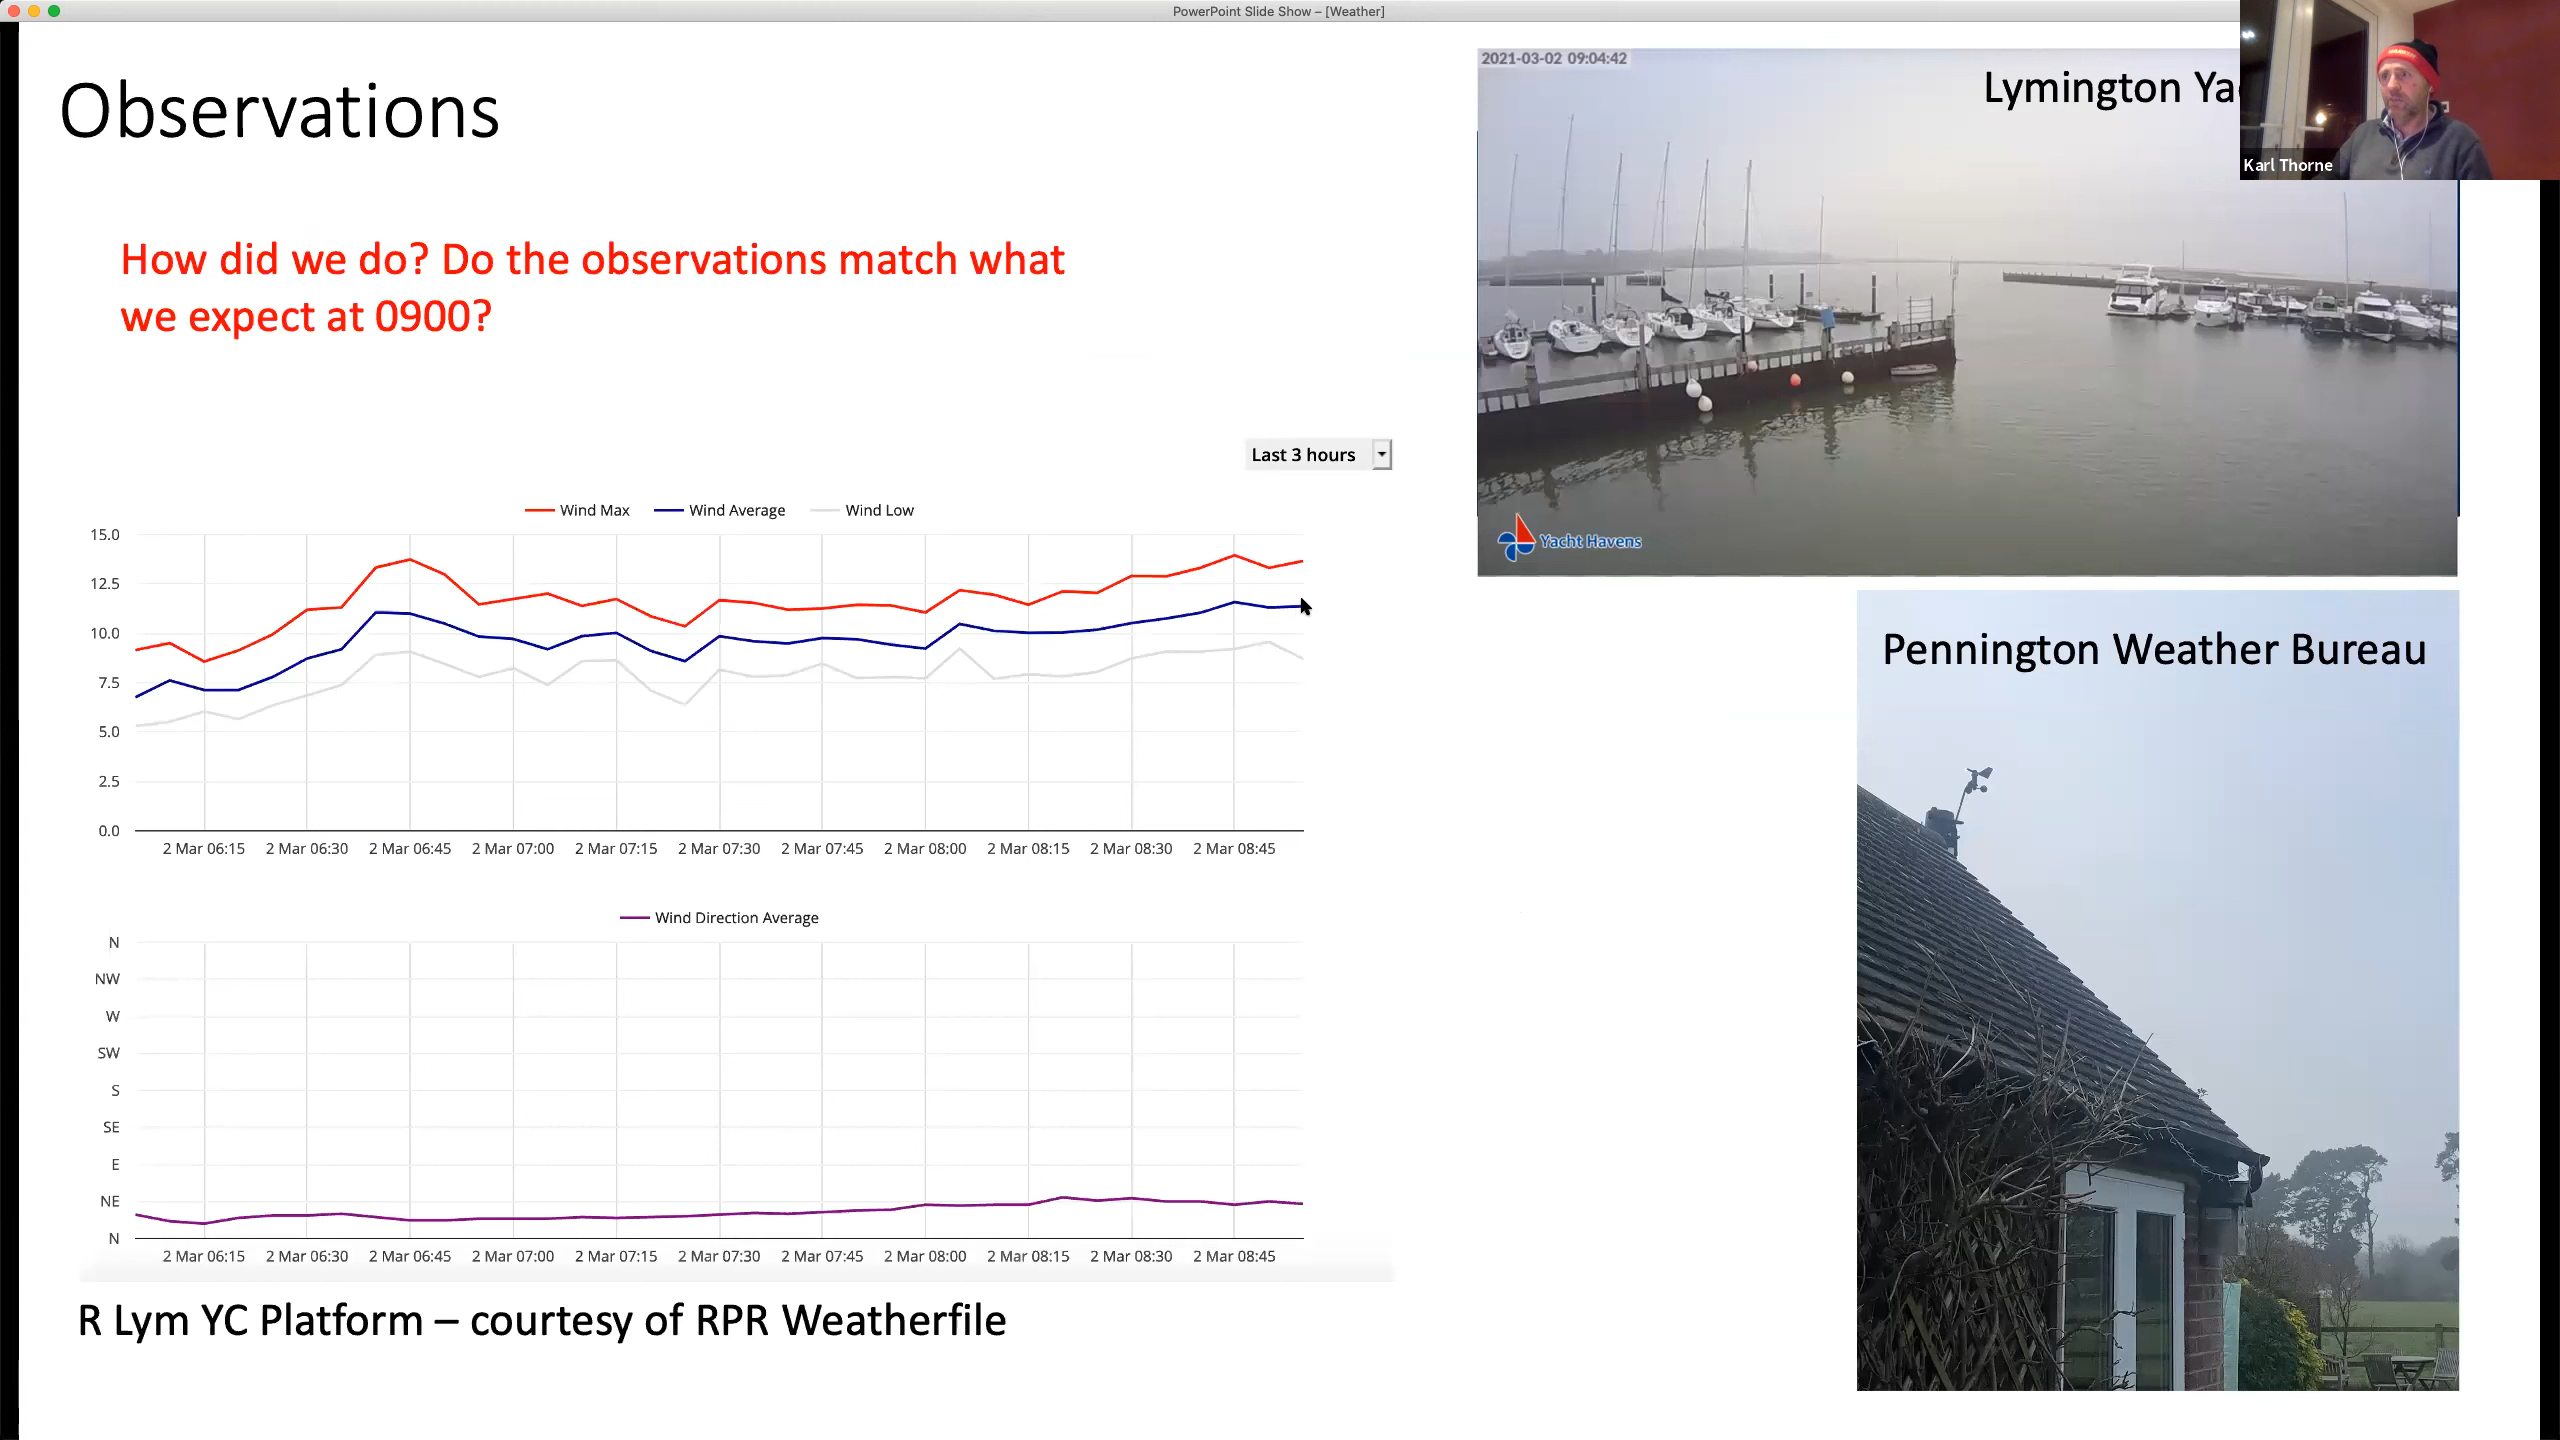 PowerPoint Slide Show – [Weather]
Observations
How did we do? Do the observations match what
we expect at 0900?
Last 3 hours
Wind Max
Wind Average
Wind Low
15.0
12.5
10.0
7.5
5.0
2.5
0.0
2 Mar 06:15 2 Mar 06:30 2 Mar 06:45 2 Mar 07:00 2 Mar 07:15 2 Mar 07:30 2 Mar 07:45 2 Mar 08:00 2 Mar 08:15 2 Mar 08:30 2 Mar 08:45
Wind Direction Average
N
NW
W
SW
S
SE
E
NE
N
2 Mar 06:15 2 Mar 06:30 2 Mar 06:45 2 Mar 07:00 2 Mar 07:15 2 Mar 07:30 2 Mar 07:45 2 Mar 08:00 2 Mar 08:15 2 Mar 08:30 2 Mar 08:45
R Lym YC Platform – courtesy of RPR Weatherfile
2021-03-02 09:04:42
Lymington
Karl Thorne
Yacht Havens
Pennington Weather Bureau